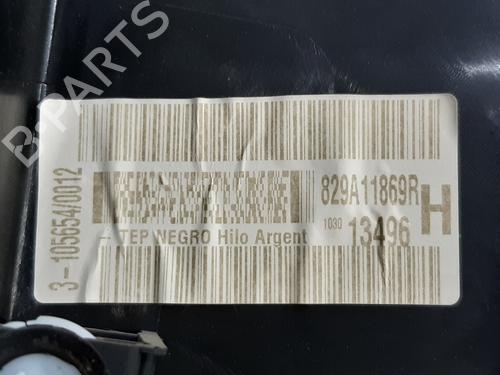 B-PARTS
3-105654/0012
829A11869R
H
1030 13496
- TEP NEGRO Hilo Argent